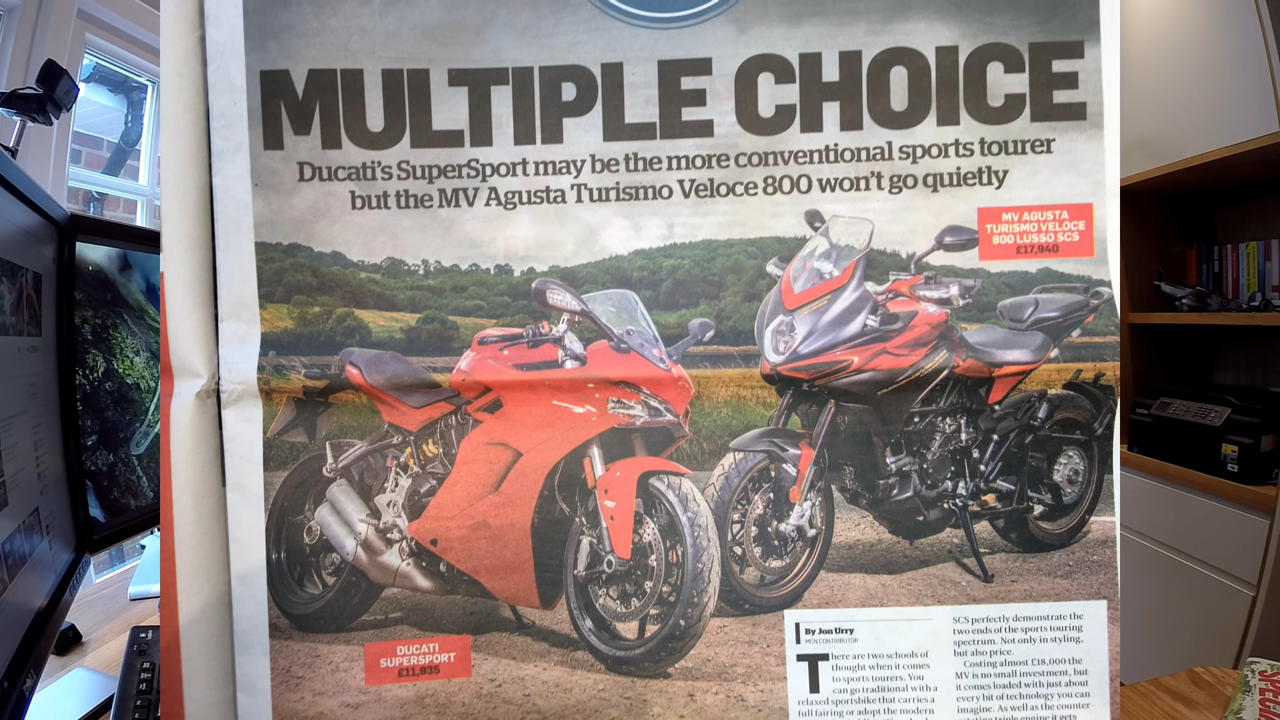 MULTIPLE CHOICE
Ducati's SuperSport may be the more conventional sports tourer
but the MV Agusta Turismo Veloce 800 won't go quietly
MV AGUSTA
TURISMO VELOCE
800 LUSSO SCS
£17,940
DUCATI
SUPERSPORT
£11,935
By Jon Urry
MCN CONTRIBUTOR
There are two schools of
thought when it comes
to sports tourers. You
can go traditional with a
relaxed sportsbike that carries a
full fairing or adopt the modern
SCS perfectly demonstrate the
two ends of the sports touring
spectrum. Not only in styling,
but also price.
Costing almost £18,000 the
MV is no small investment, but
it comes loaded with just about
every bit of technology you can
imagine. As well as the counter-